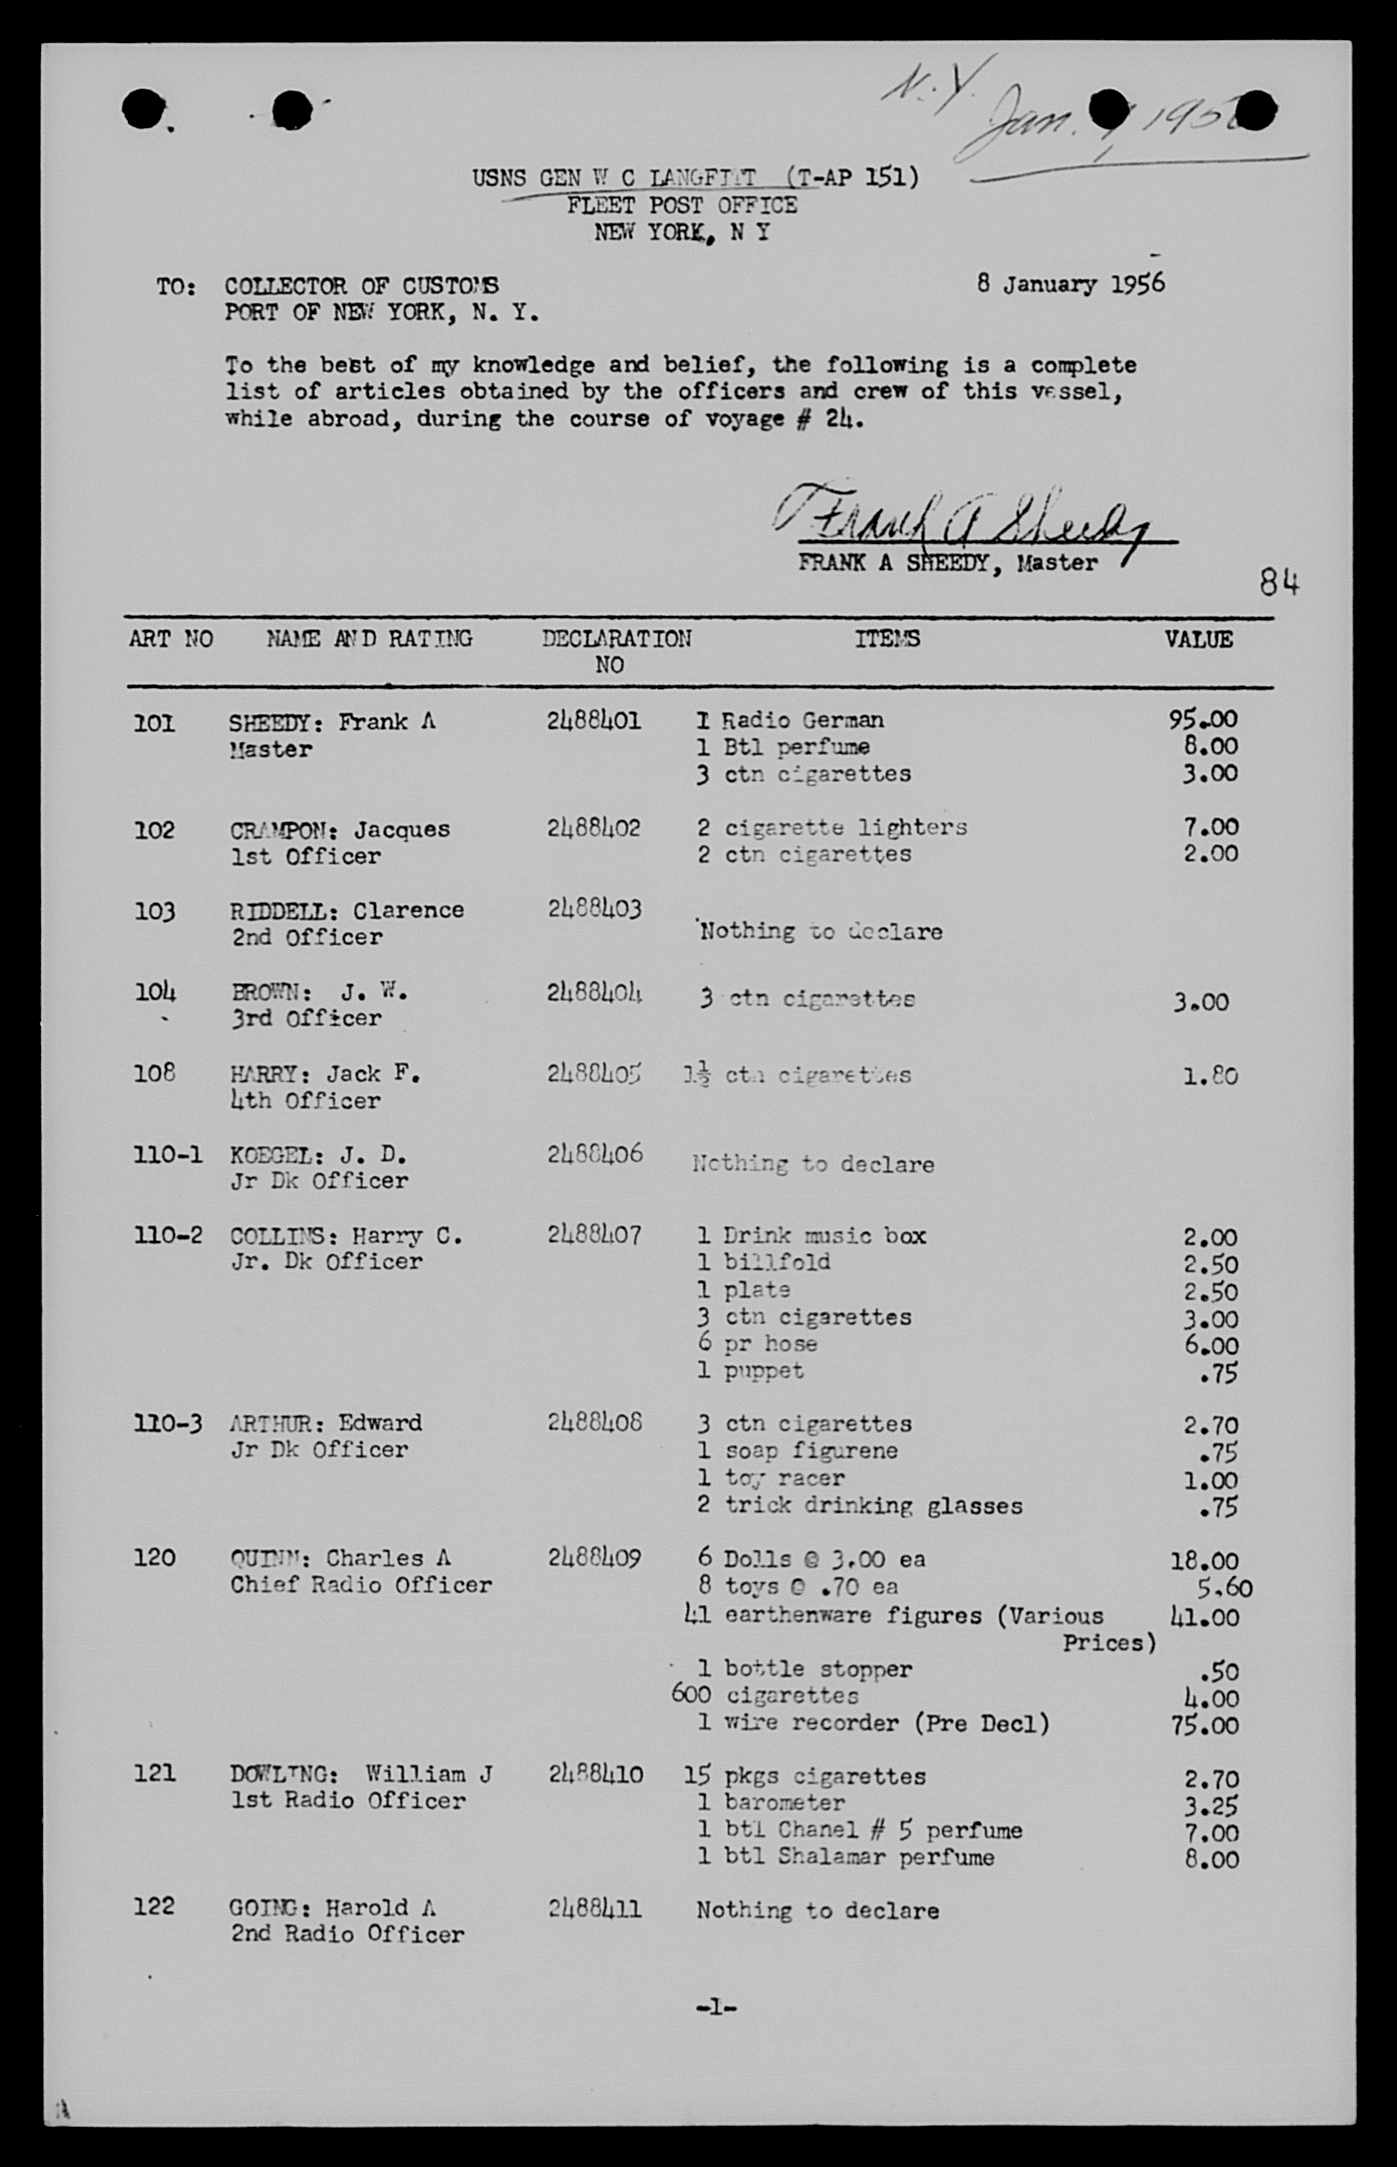 N.Y.
Jan. 9, 1956
USNS GEN W C LANGFITT (T-AP 151)
FLEET POST OFFICE
NEW YORK, N Y
TO: COLLECTOR OF CUSTOMS 8 January 1956
PORT OF NEW YORK, N. Y.
To the best of my knowledge and belief, the following is a complete
list of articles obtained by the officers and crew of this vessel,
while abroad, during the course of voyage # 24.
Frank A Sheedy
FRANK A SHEEDY, Master
84
ART NO NAME AND RATING DECLARATION ITEMS VALUE
NO
101 SHEEDY: Frank A 2488401 1 Radio German 95.00
Master 1 Btl perfume 8.00
3 ctn cigarettes 3.00
102 CRAMPON: Jacques 2488402 2 cigarette lighters 7.00
1st Officer 2 ctn cigarettes 2.00
103 RIDDELL: Clarence 2488403
2nd Officer Nothing to declare
104 BROWN: J. W. 2488404 3 ctn cigarettes 3.00
3rd Officer
108 HARRY: Jack F. 2488405 1½ ctn cigarettes 1.80
4th Officer
110-1 KOEGEL: J. D. 2488406 Nothing to declare
Jr Dk Officer
110-2 COLLINS: Harry C. 2488407 1 Drink music box 2.00
Jr. Dk Officer 1 billfold 2.50
1 plate 2.50
3 ctn cigarettes 3.00
6 pr hose 6.00
1 puppet .75
110-3 ARTHUR: Edward 2488408 3 ctn cigarettes 2.70
Jr Dk Officer 1 soap figurene .75
1 toy racer 1.00
2 trick drinking glasses .75
120 QUINN: Charles A 2488409 6 Dolls @ 3.00 ea 18.00
Chief Radio Officer 8 toys @ .70 ea 5.60
41 earthenware figures (Various 41.00
Prices)
1 bottle stopper .50
600 cigarettes 4.00
1 wire recorder (Pre Decl) 75.00
121 DOWLING: William J 2488410 15 pkgs cigarettes 2.70
1st Radio Officer 1 barometer 3.25
1 btl Chanel # 5 perfume 7.00
1 btl Shalamar perfume 8.00
122 GOING: Harold A 2488411 Nothing to declare
2nd Radio Officer
-1-